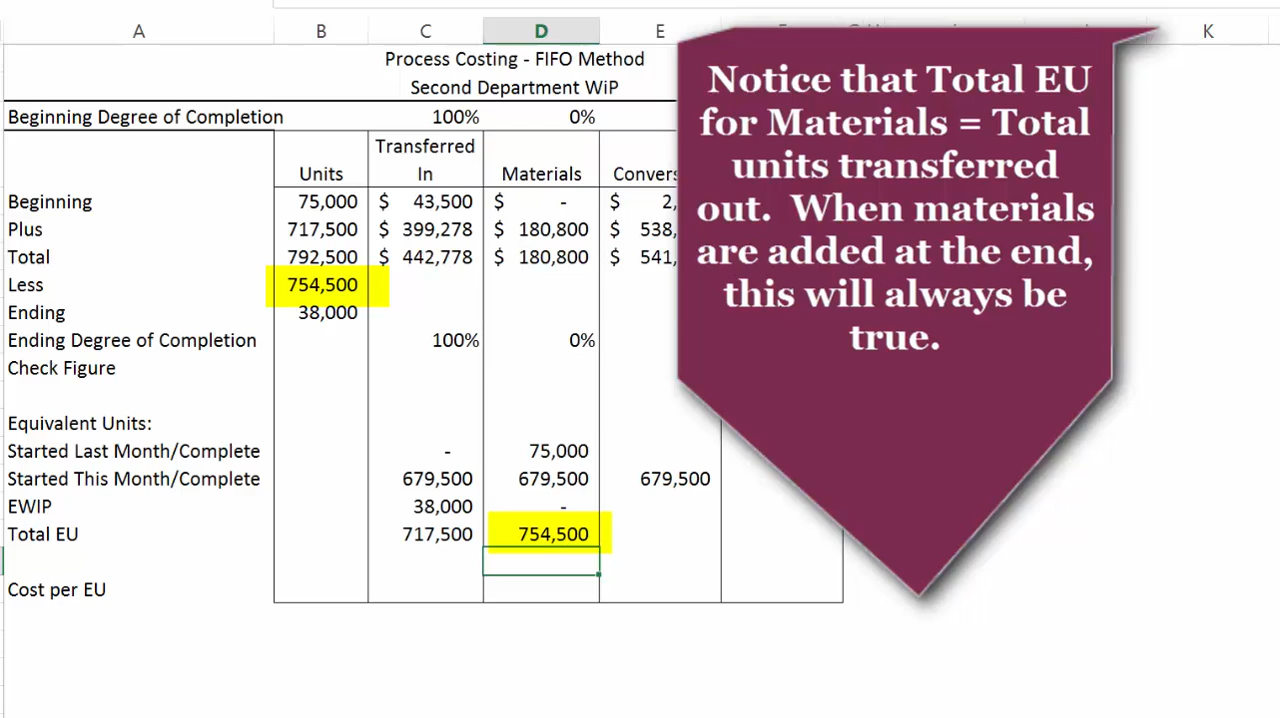 A B C D E K
Process Costing - FIFO Method
Second Department WiP
Beginning Degree of Completion 100% 0%
Transferred
Units In Materials Convers
Beginning 75,000 $ 43,500 $ - $ 2,
Plus 717,500 $ 399,278 $ 180,800 $ 538,
Total 792,500 $ 442,778 $ 180,800 $ 541,
Less 754,500
Ending 38,000
Ending Degree of Completion 100% 0%
Check Figure
Equivalent Units:
Started Last Month/Complete - 75,000
Started This Month/Complete 679,500 679,500 679,500
EWIP 38,000 -
Total EU 717,500 754,500
Cost per EU
Notice that Total EU
for Materials = Total
units transferred
out. When materials
are added at the end,
this will always be
true.